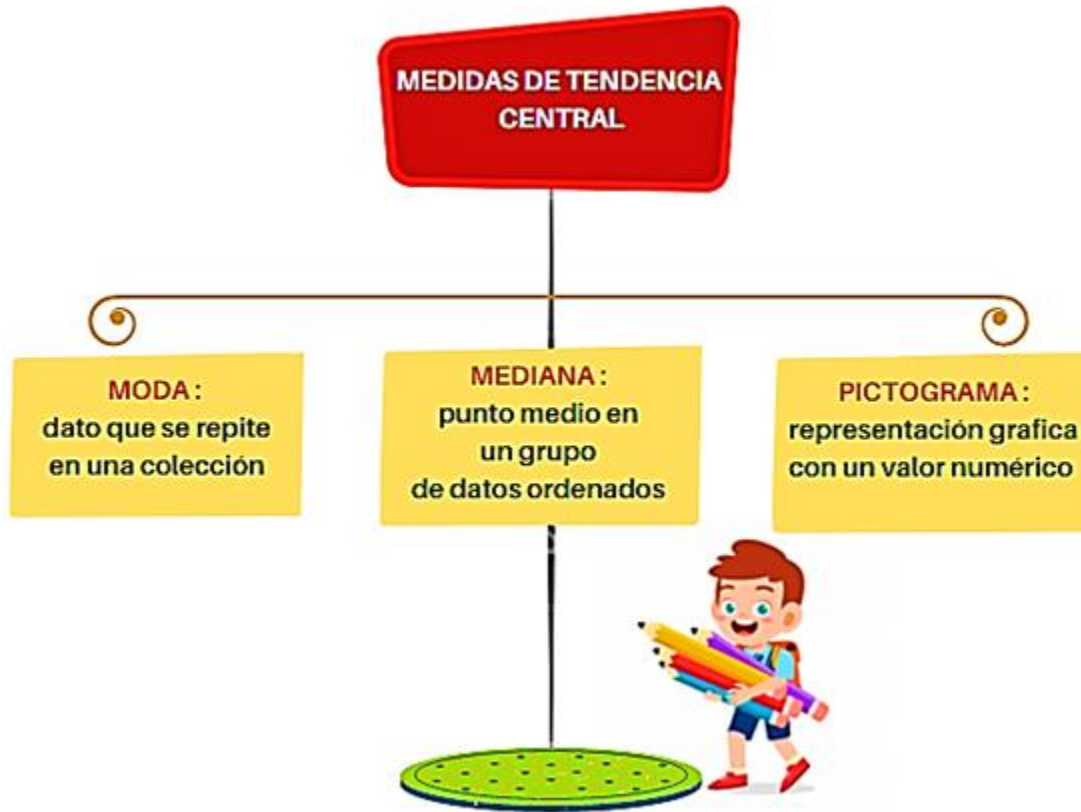 MEDIDAS DE TENDENCIA
CENTRAL
MODA :
dato que se repite
en una colección
MEDIANA :
punto medio en
un grupo
de datos ordenados
PICTOGRAMA :
representación grafica
con un valor numérico